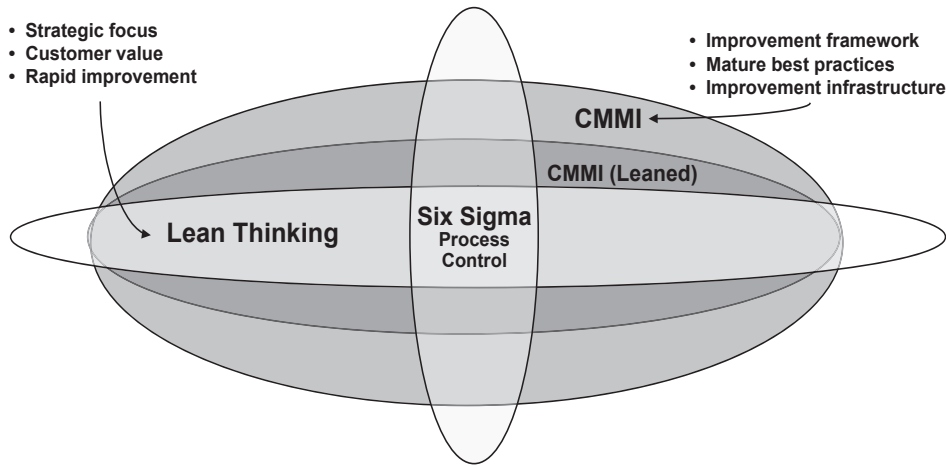 • Strategic focus
• Customer value
• Rapid improvement
• Improvement framework
• Mature best practices
• Improvement infrastructure
CMMI
CMMI (Leaned)
Lean Thinking
Six Sigma
Process
Control